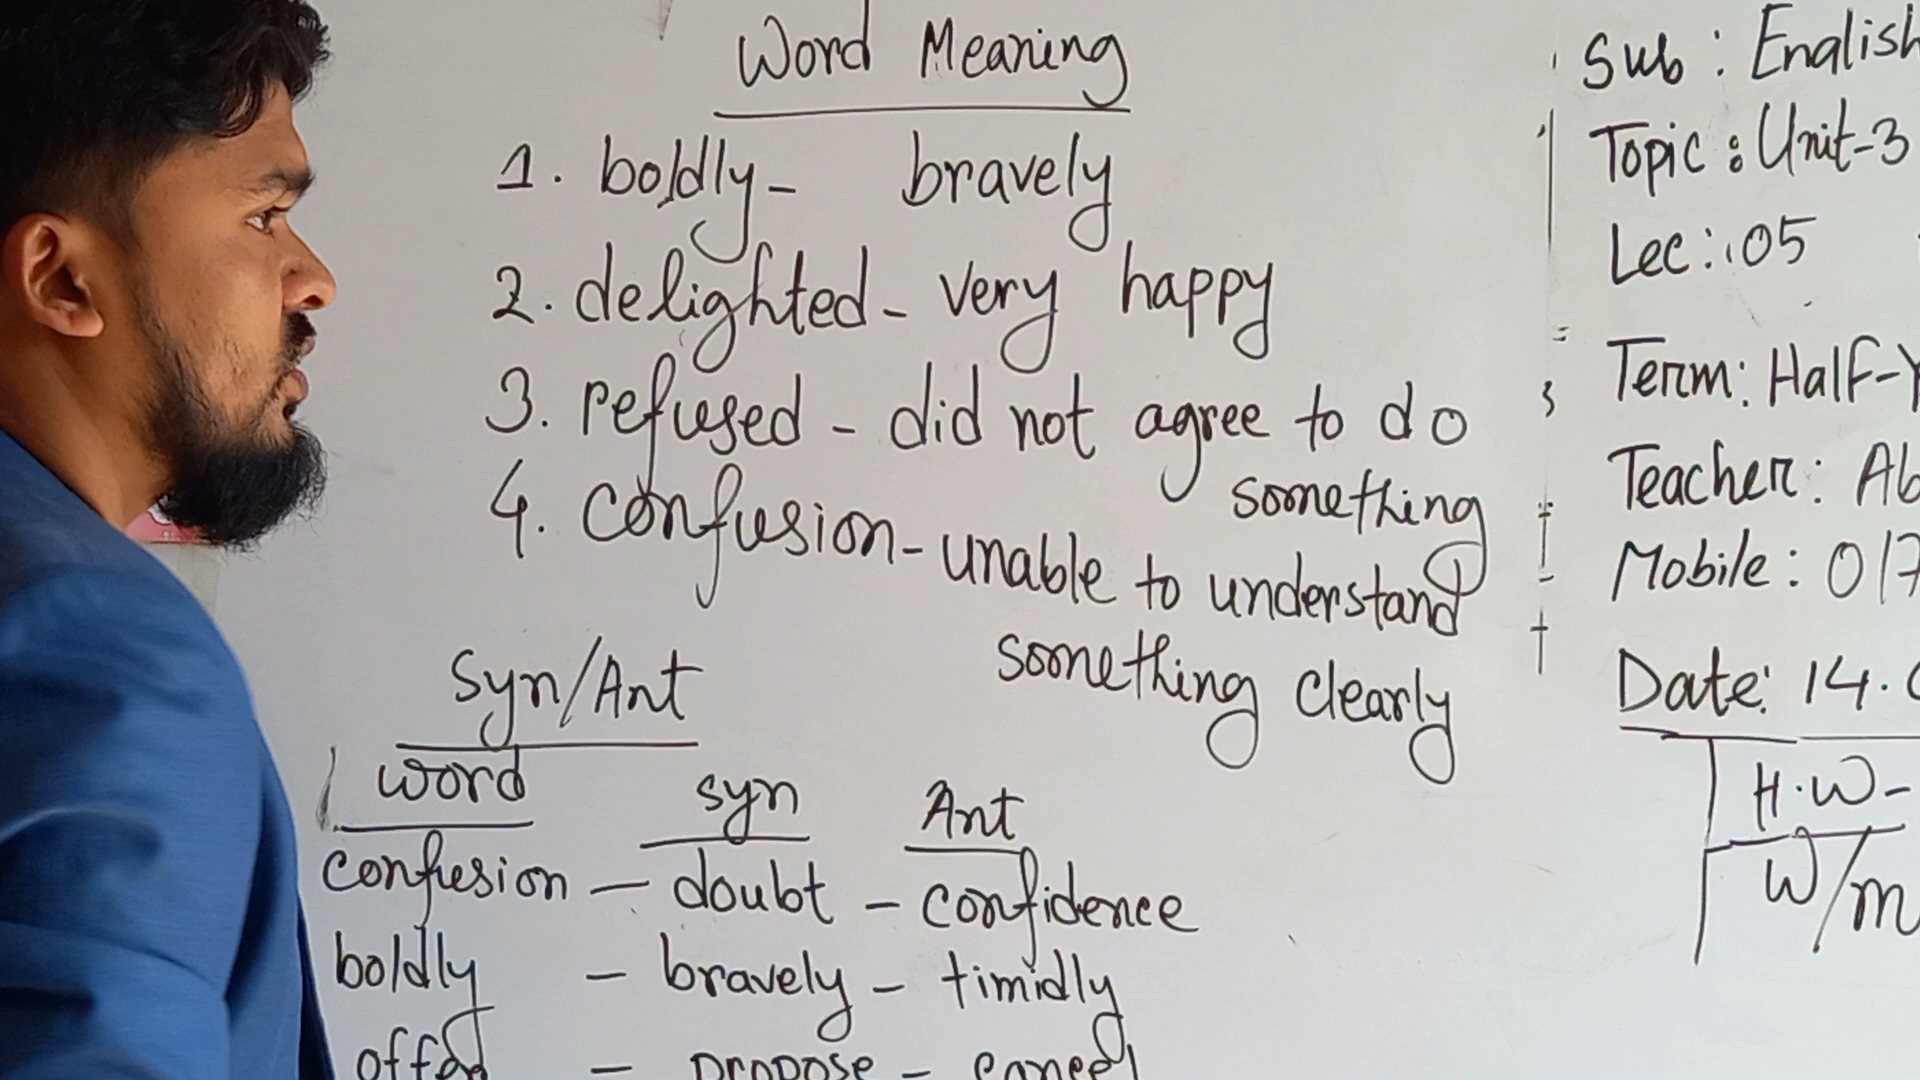 Word Meaning
1. boldly- bravely
2. delighted- very happy
3. refused - did not agree to do
something
4. confusion- unable to understand
something clearly
Syn/Ant
word syn Ant
confusion - doubt - confidence
boldly - bravely - timidly
offer - propose - cancel
Sub: English
Topic: Unit-3
Lec: 05
Term: Half-Y
Teacher: Ab
Mobile: 017
Date: 14.0
H.W-
W/m